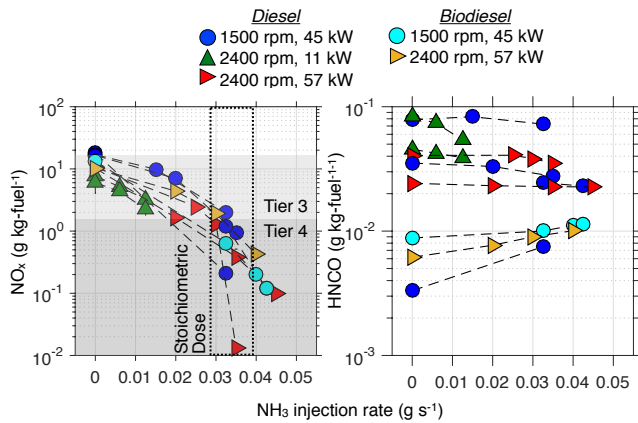 Diesel
Biodiesel
1500 rpm, 45 kW
1500 rpm, 45 kW
2400 rpm, 11 kW
2400 rpm, 57 kW
2400 rpm, 57 kW
10²
10¹
10⁰
10⁻¹
10⁻²
NOₓ (g kg-fuel⁻¹)
Tier 3
Tier 4
Stoichiometric
Dose
0 0.01 0.02 0.03 0.04 0.05
10⁻¹
10⁻²
10⁻³
HNCO (g kg-fuel⁻¹⁻¹)
0 0.01 0.02 0.03 0.04 0.05
NH₃ injection rate (g s⁻¹)